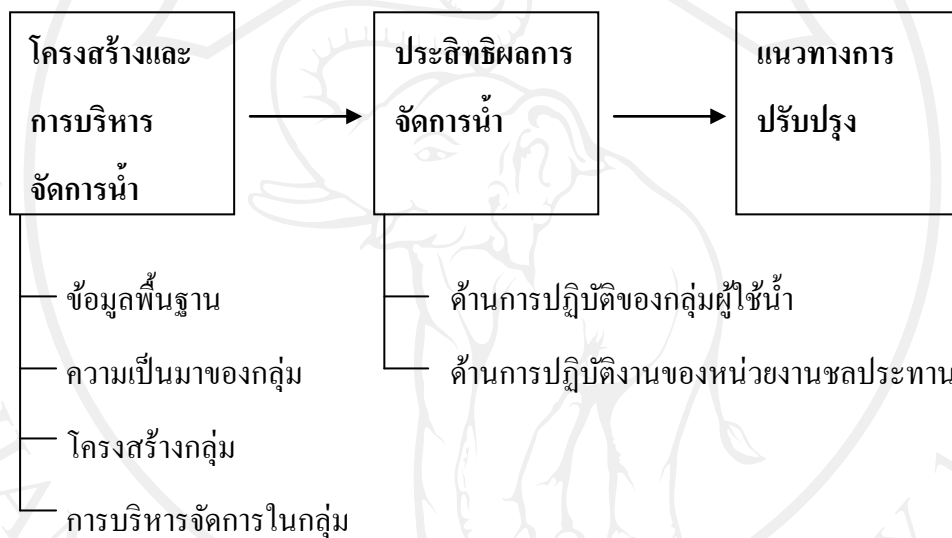 โครงสร้างและ
การบริหาร
จัดการน้ำ
ประสิทธิผลการ
จัดการน้ำ
แนวทางการ
ปรับปรุง
ข้อมูลพื้นฐาน
ความเป็นมาของกลุ่ม
โครงสร้างกลุ่ม
การบริหารจัดการในกลุ่ม
ด้านการปฏิบัติของกลุ่มผู้ใช้น้ำ
ด้านการปฏิบัติงานของหน่วยงานชลประทาน